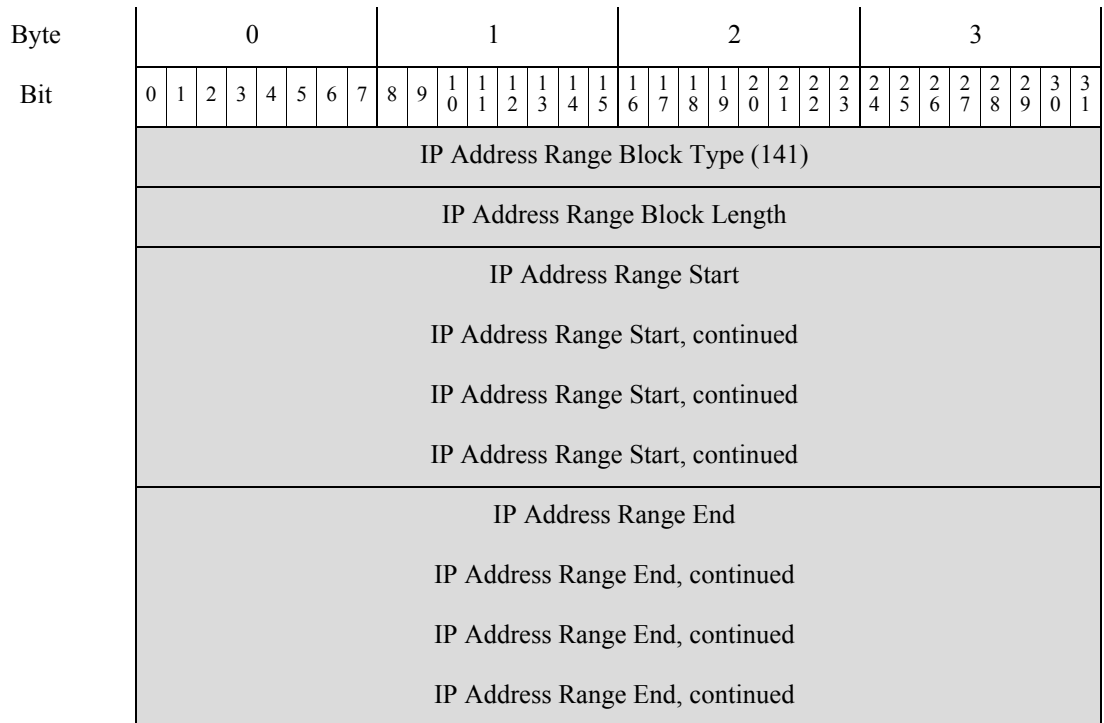 Byte 0 1 2 3
Bit 0 1 2 3 4 5 6 7 8 9 10 11 12 13 14 15 16 17 18 19 20 21 22 23 24 25 26 27 28 29 30 31
IP Address Range Block Type (141)
IP Address Range Block Length
IP Address Range Start
IP Address Range Start, continued
IP Address Range Start, continued
IP Address Range Start, continued
IP Address Range End
IP Address Range End, continued
IP Address Range End, continued
IP Address Range End, continued